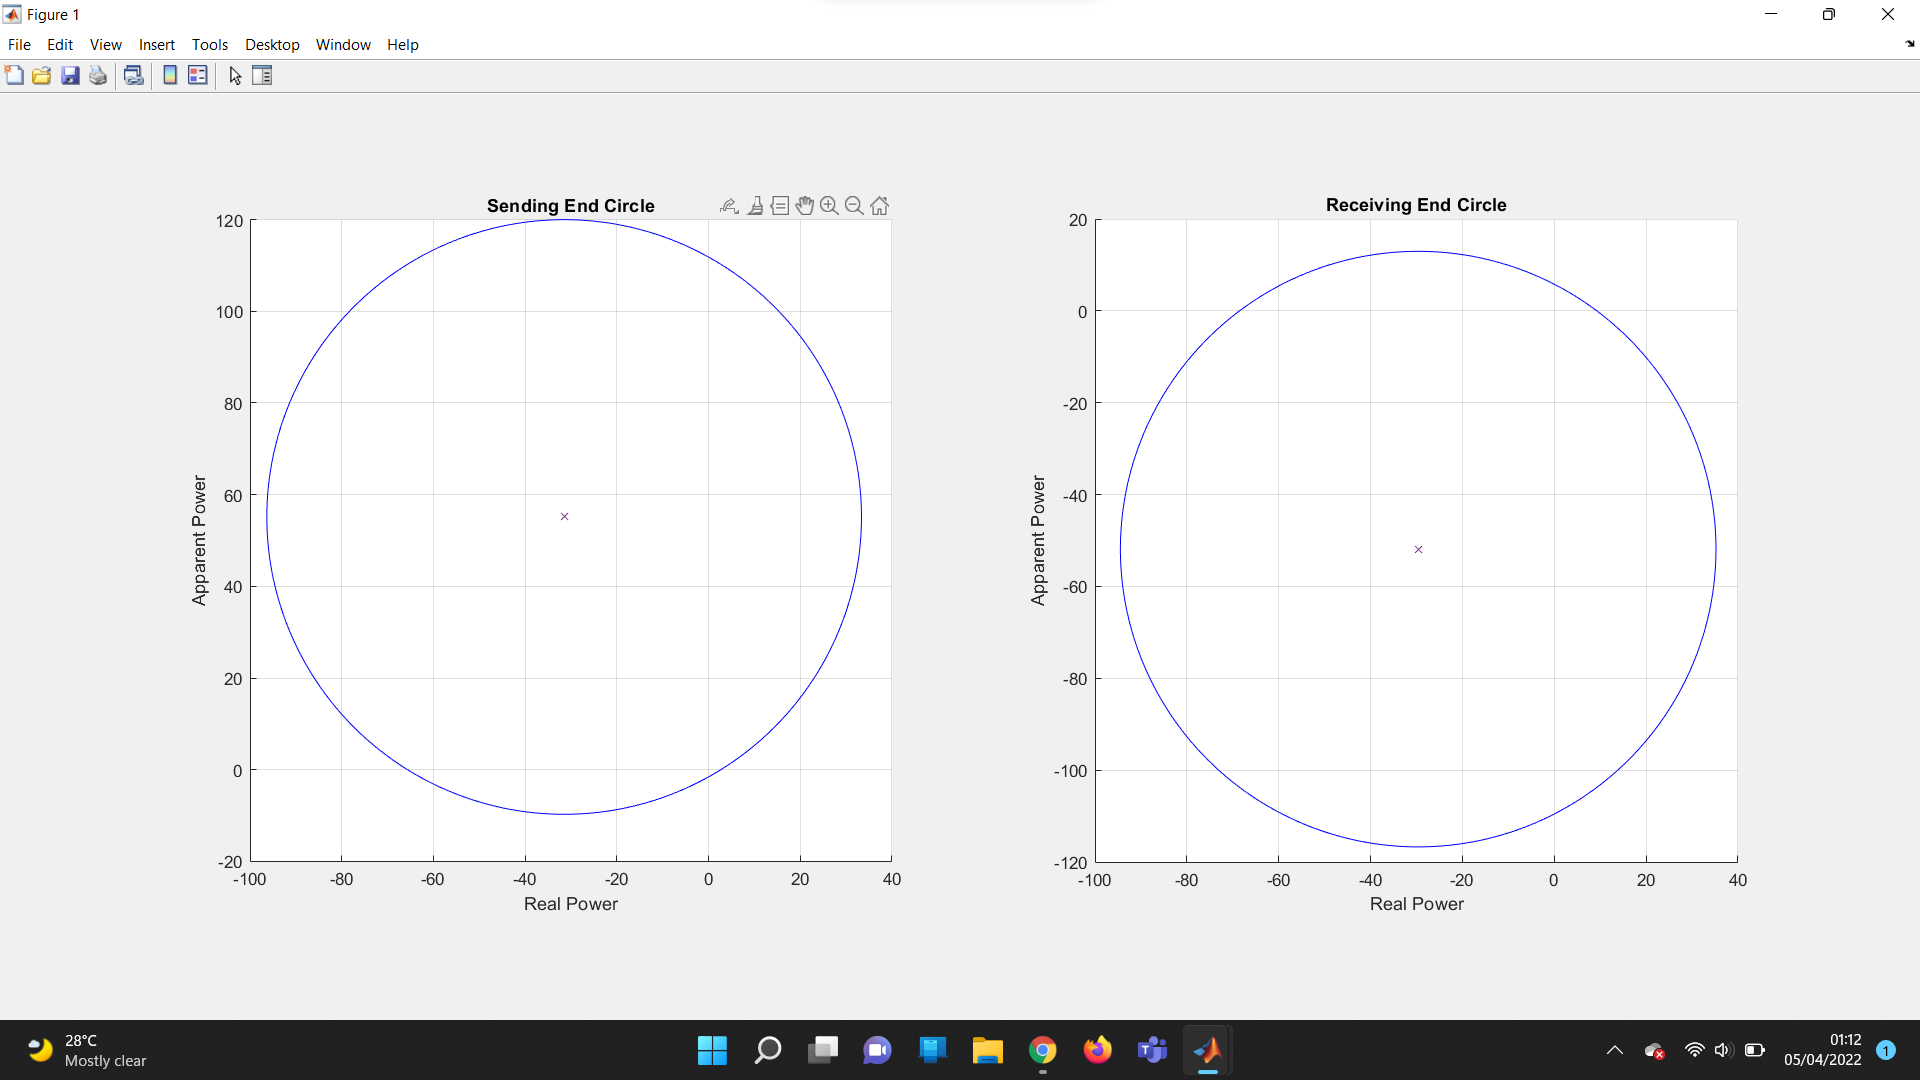 Figure 1
File Edit View Insert Tools Desktop Window Help
Sending End Circle
120
100
80
60
40
20
0
-20
-100 -80 -60 -40 -20 0 20 40
Apparent Power
Real Power
Receiving End Circle
20
0
-20
-40
-60
-80
-100
-120
-100 -80 -60 -40 -20 0 20 40
Apparent Power
Real Power
28°C
Mostly clear
01:12
05/04/2022
1